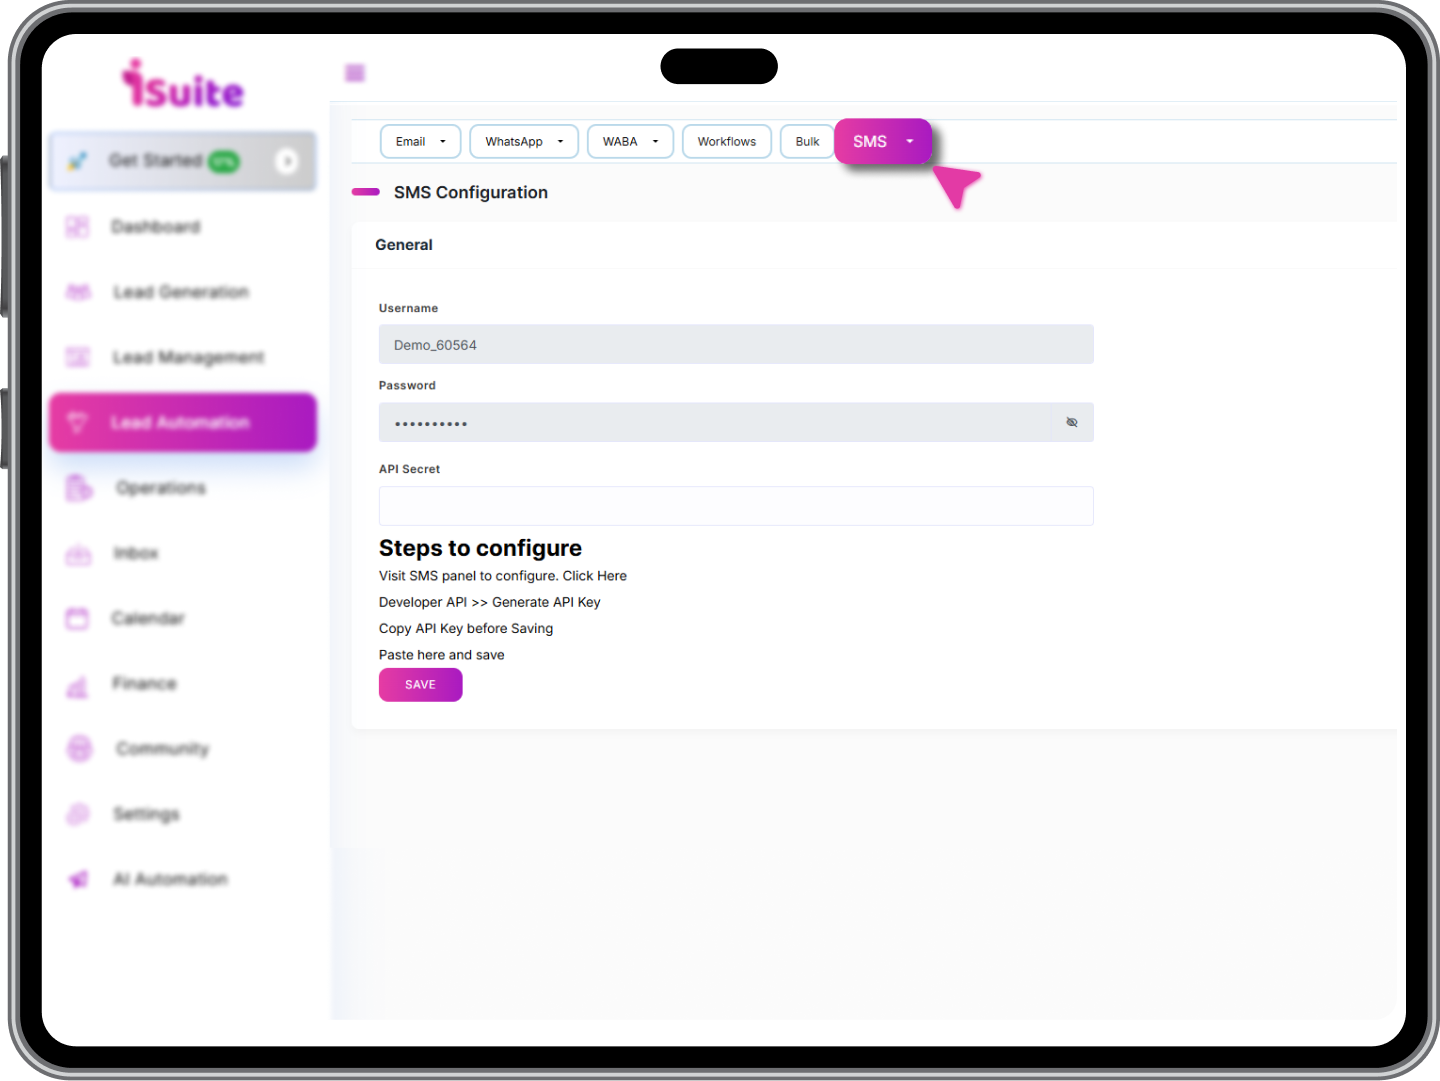 iSuite
Get Started
Dashboard
Lead Generation
Lead Management
Lead Automation
Operations
Inbox
Calendar
Finance
Community
Settings
AI Automation
Email WhatsApp WABA Workflows Bulk SMS
SMS Configuration
General
Username
Demo_60564
Password
••••••••••
API Secret
Steps to configure
Visit SMS panel to configure. Click Here
Developer API >> Generate API Key
Copy API Key before Saving
Paste here and save
SAVE